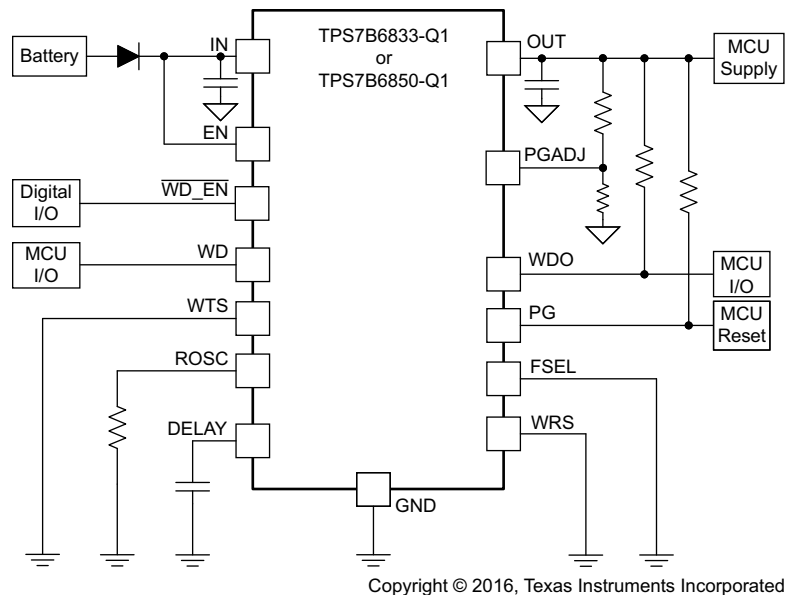 TPS7B6833-Q1
or
TPS7B6850-Q1
Battery
IN
EN
Digital
I/O
WD_EN
MCU
I/O
WD
WTS
ROSC
DELAY
GND
OUT
MCU
Supply
PGADJ
WDO
MCU
I/O
PG
MCU
Reset
FSEL
WRS
Copyright © 2016, Texas Instruments Incorporated